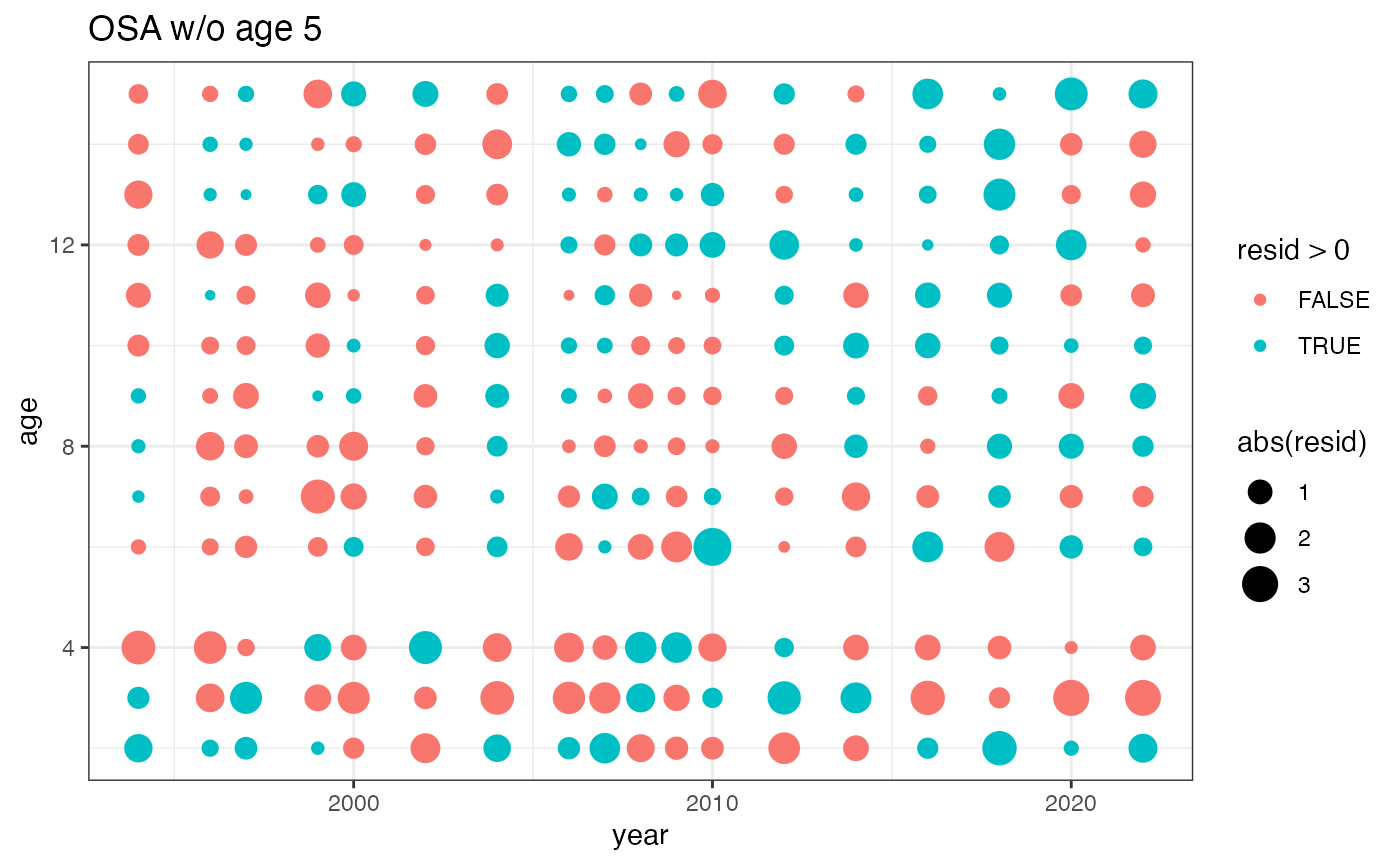 OSA w/o age 5
12
8
4
age
2000
2010
2020
year
resid > 0
FALSE
TRUE
abs(resid)
1
2
3